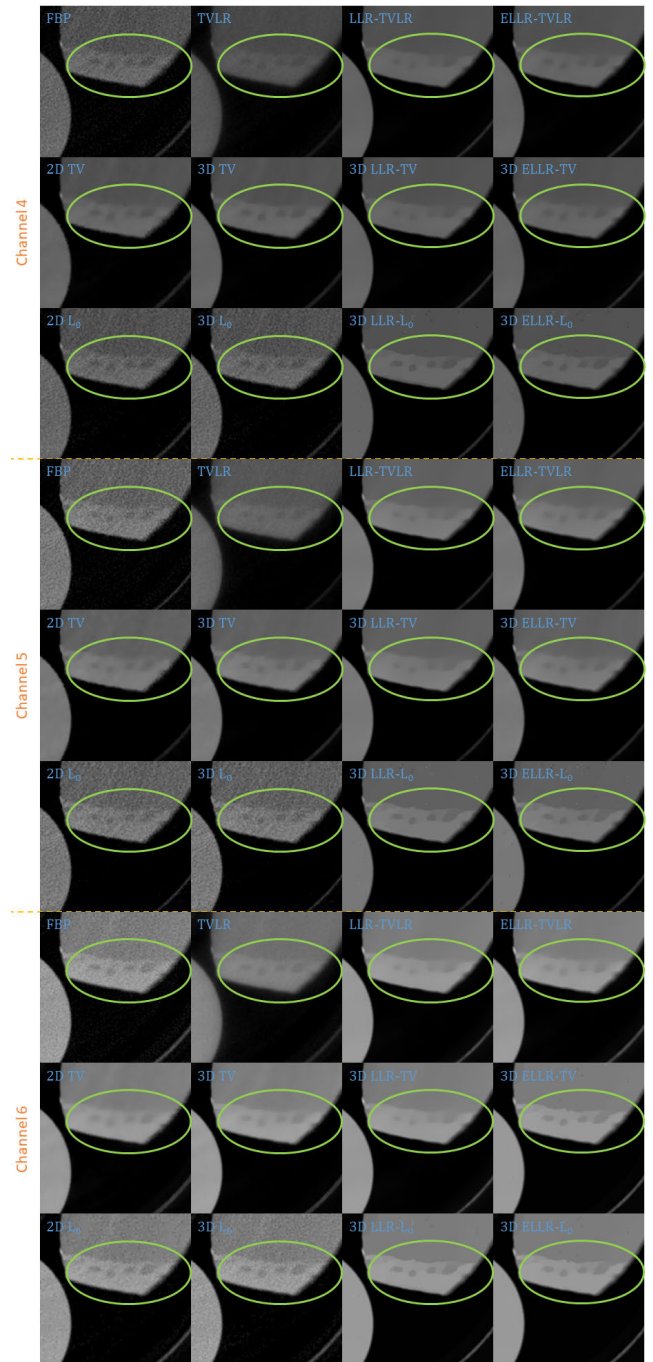 FBP TVLR LLR-TVLR ELLR-TVLR
Channel 4
2D TV 3D TV 3D LLR-TV 3D ELLR-TV
2D L₀ 3D L₀ 3D LLR-L₀ 3D ELLR-L₀
FBP TVLR LLR-TVLR ELLR-TVLR
Channel 5
2D TV 3D TV 3D LLR-TV 3D ELLR-TV
2D L₀ 3D L₀ 3D LLR-L₀ 3D ELLR-L₀
FBP TVLR LLR-TVLR ELLR-TVLR
Channel 6
2D TV 3D TV 3D LLR-TV 3D ELLR-TV
2D L₀ 3D L₀ 3D LLR-L₀ 3D ELLR-L₀